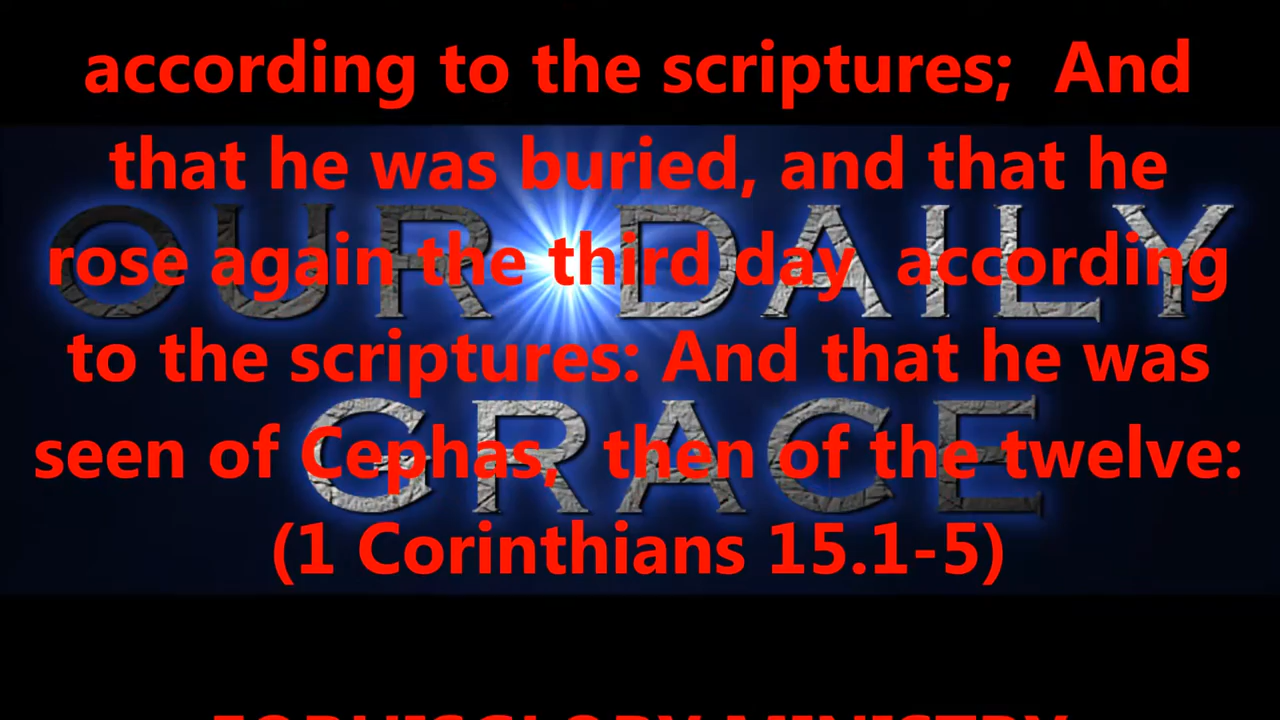 according to the scriptures;  And
that he was buried, and that he
OUR DAILY
rose again the third day  according
to the scriptures: And that he was
GRACE
seen of Cephas,  then of the twelve:
(1 Corinthians 15.1-5)